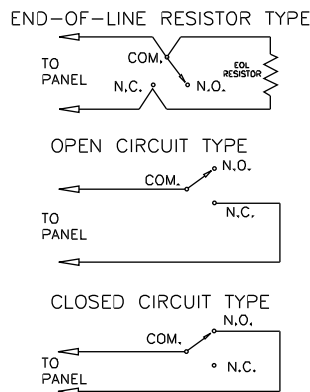 END-OF-LINE RESISTOR TYPE
COM.
TO
PANEL
N.C.
N.O.
EOL
RESISTOR
OPEN CIRCUIT TYPE
N.O.
COM.
N.C.
TO
PANEL
CLOSED CIRCUIT TYPE
N.O.
COM.
TO
PANEL
N.C.